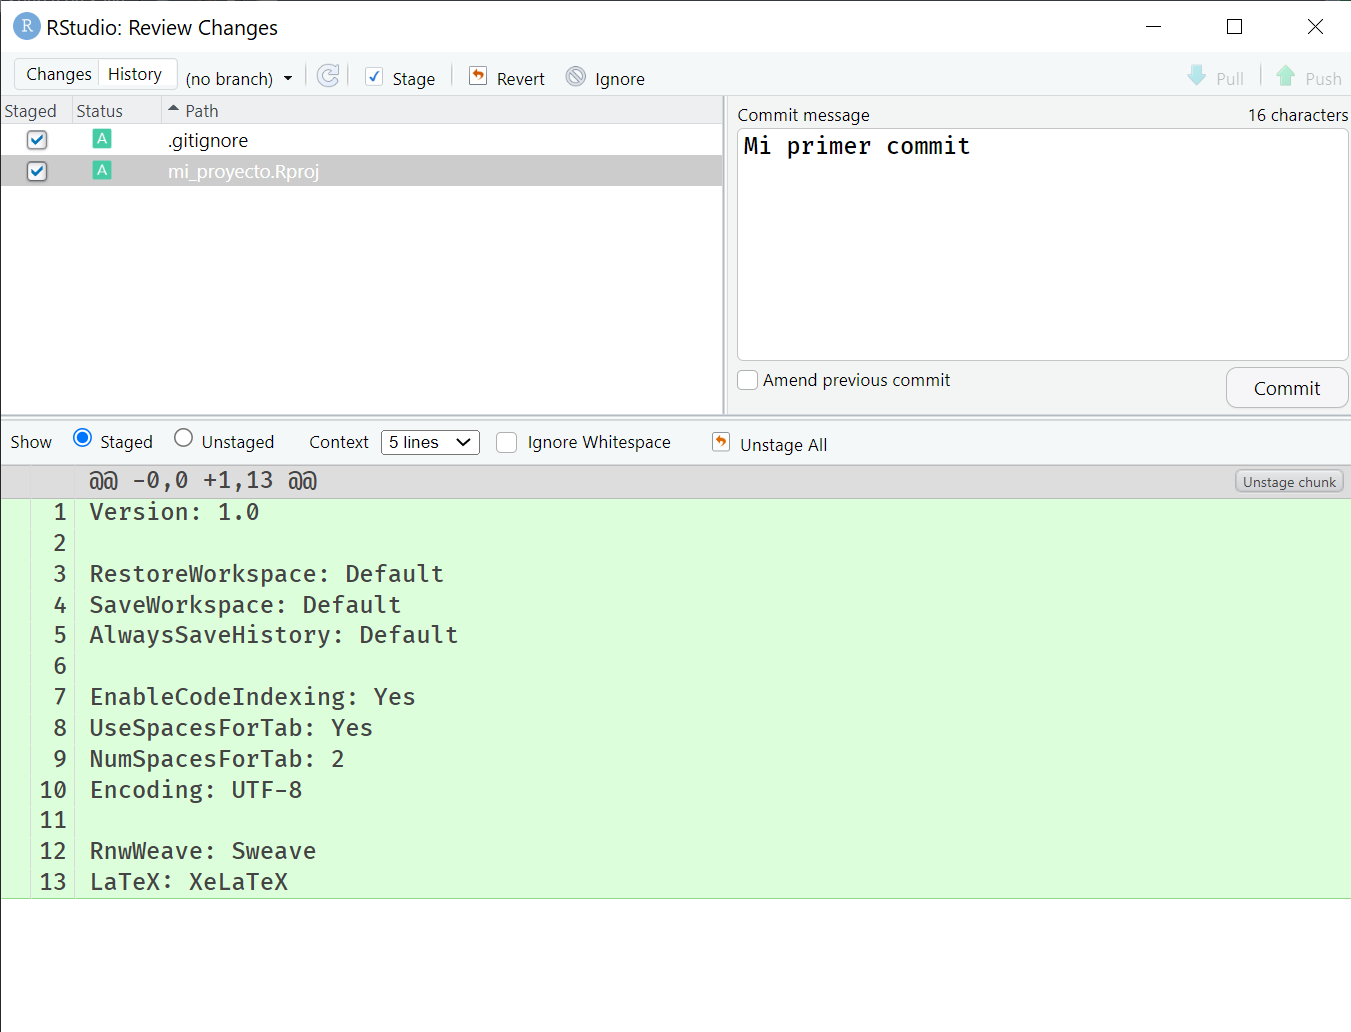 R RStudio: Review Changes
Changes History (no branch) Stage Revert Ignore Pull Push
Staged Status Path
A .gitignore
A mi_proyecto.Rproj
Commit message 16 characters
Mi primer commit
Amend previous commit
Commit
Show Staged Unstaged Context 5 lines Ignore Whitespace Unstage All
@@ -0,0 +1,13 @@ Unstage chunk
1 Version: 1.0
2
3 RestoreWorkspace: Default
4 SaveWorkspace: Default
5 AlwaysSaveHistory: Default
6
7 EnableCodeIndexing: Yes
8 UseSpacesForTab: Yes
9 NumSpacesForTab: 2
10 Encoding: UTF-8
11
12 RnwWeave: Sweave
13 LaTeX: XeLaTeX